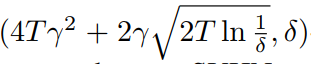 (4Tγ² + 2γ√(2T ln 1/δ), δ)